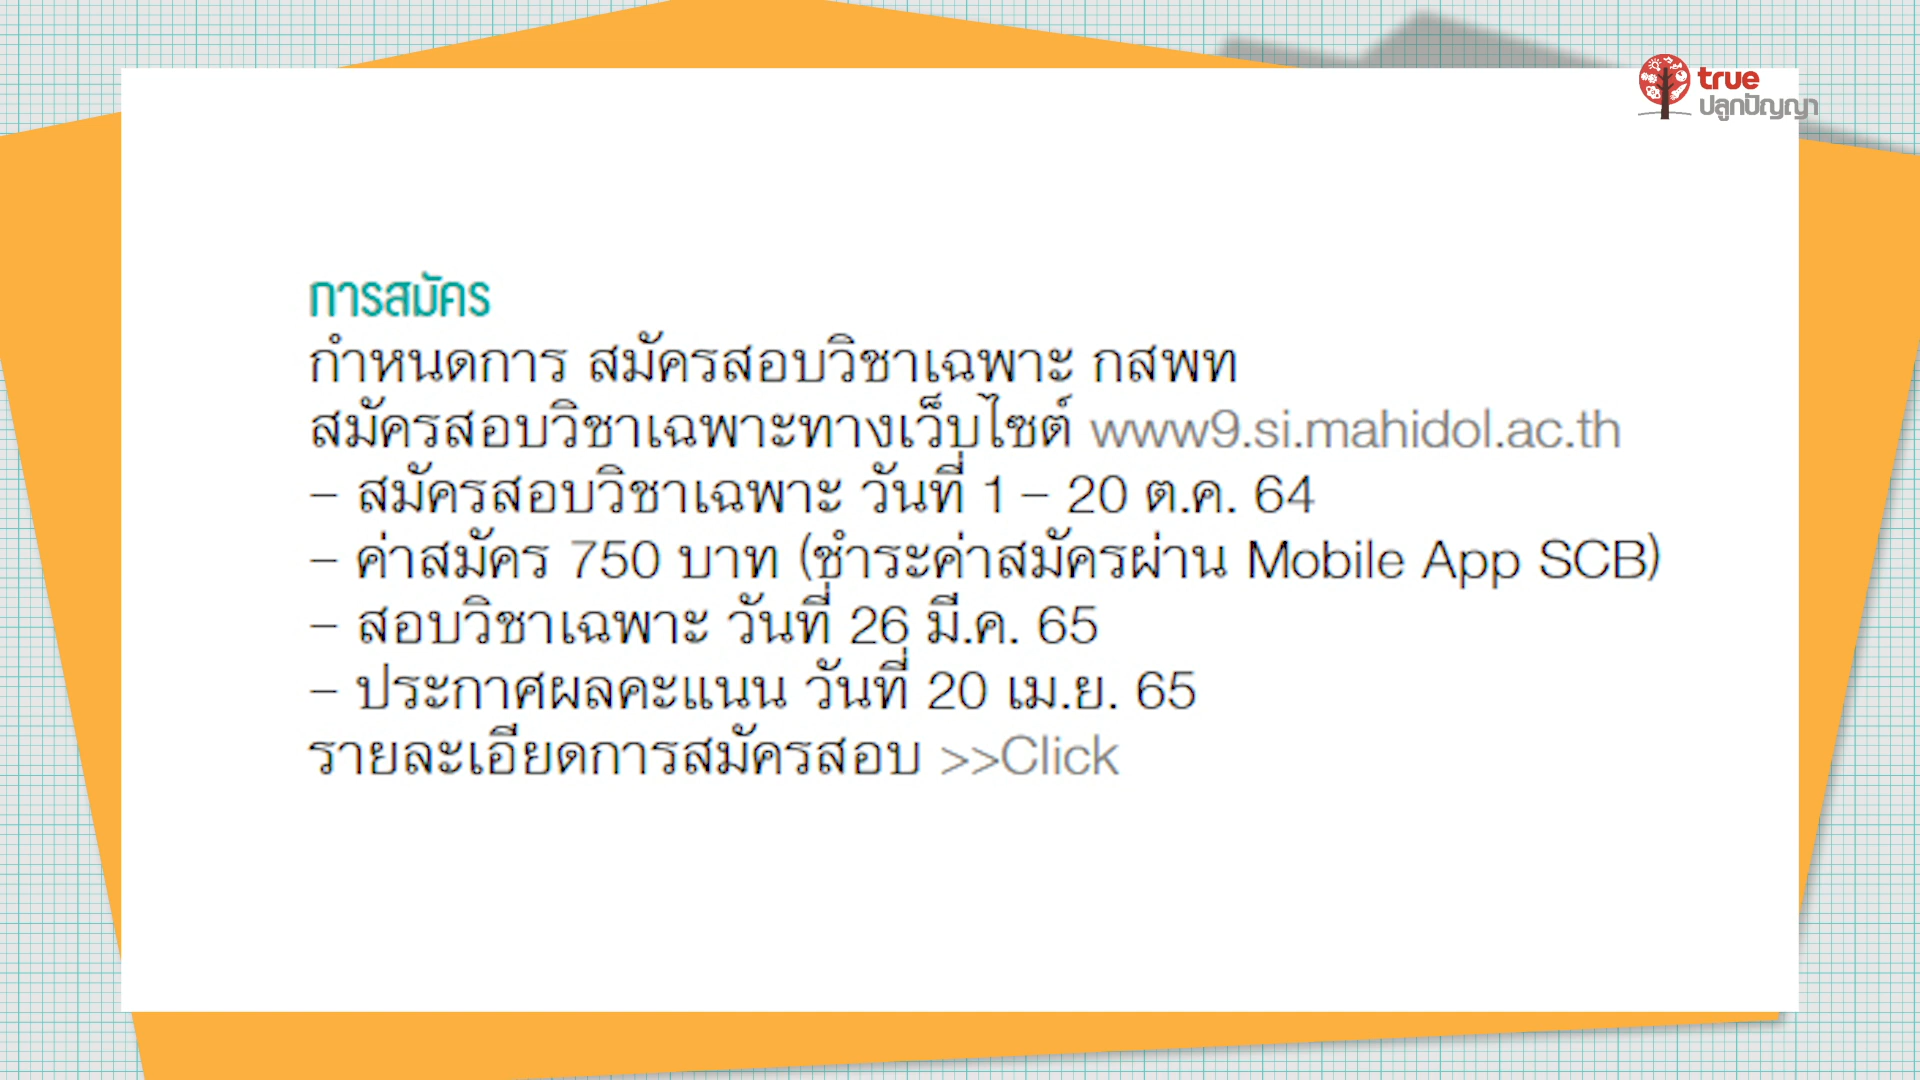 true
ปลูกปัญญา
การสมัคร
กำหนดการ สมัครสอบวิชาเฉพาะ กสพท
สมัครสอบวิชาเฉพาะทางเว็บไซต์ www9.si.mahidol.ac.th
– สมัครสอบวิชาเฉพาะ วันที่ 1 – 20 ต.ค. 64
– ค่าสมัคร 750 บาท (ชำระค่าสมัครผ่าน Mobile App SCB)
– สอบวิชาเฉพาะ วันที่ 26 มี.ค. 65
– ประกาศผลคะแนน วันที่ 20 เม.ย. 65
รายละเอียดการสมัครสอบ >>Click